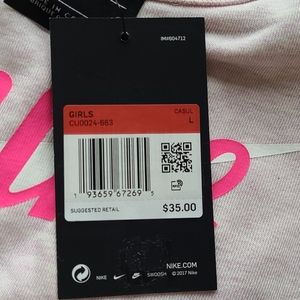 IM#604712
GIRLS
CU0024-663
CASUL
L
1 93659 67269 5
SUGGESTED RETAIL
$35.00
NIKE.COM
NIKE
SWOOSH
© 2017 Nike